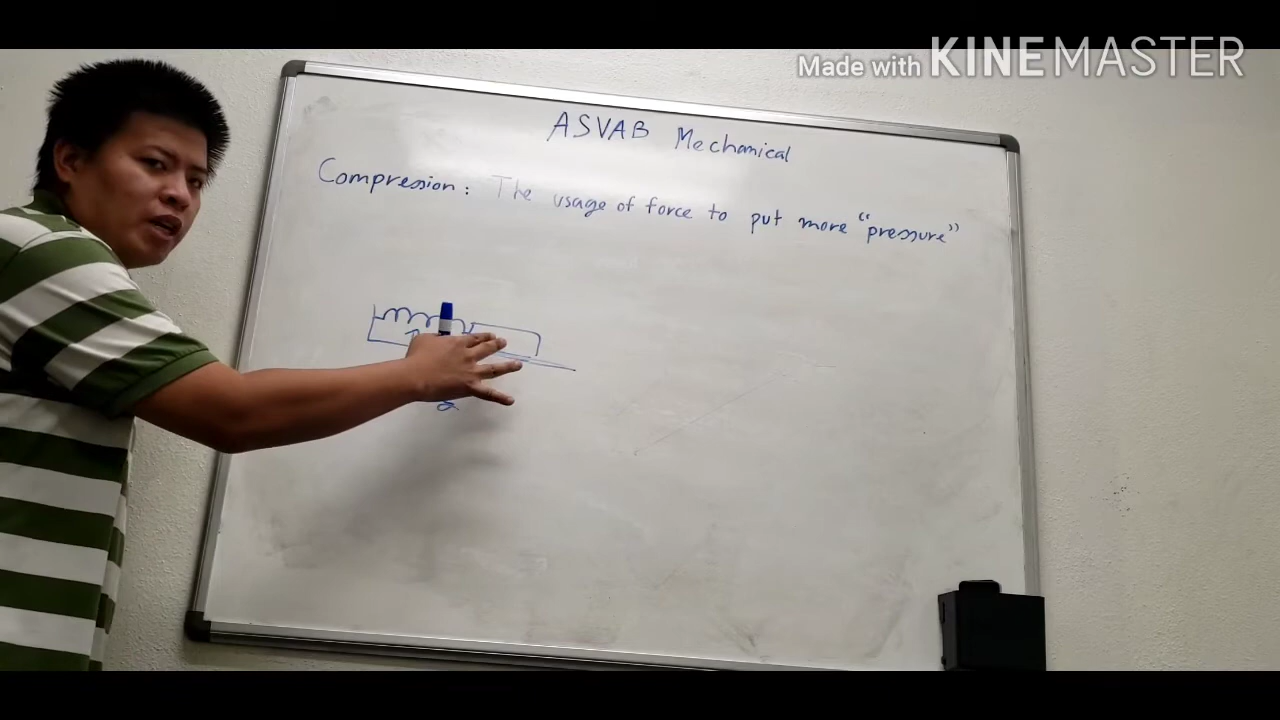 Made with KINEMASTER
ASVAB Mechanical
Compression: The usage of force to put more "pressure"